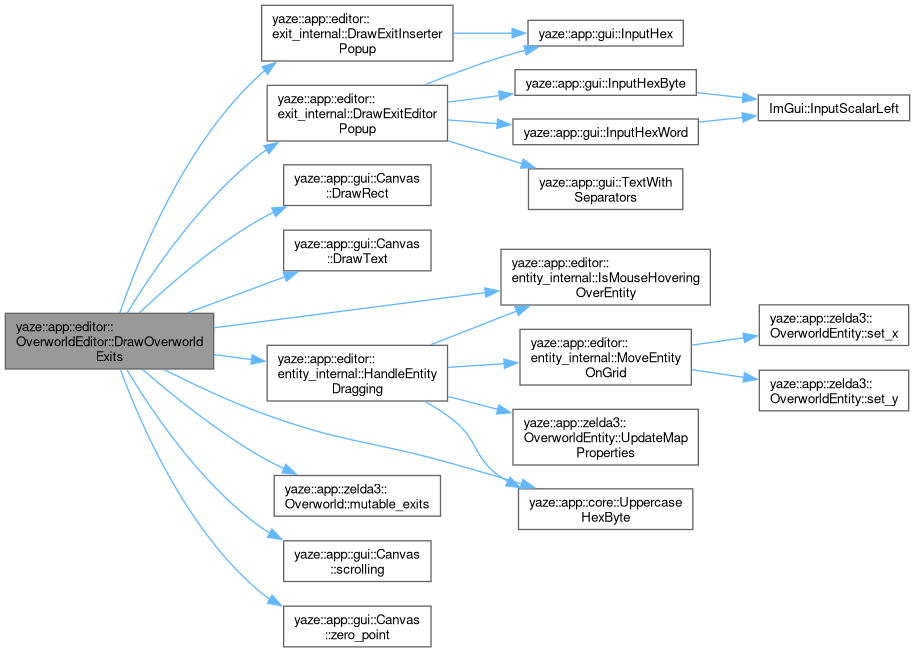 yaze::app::editor::
OverworldEditor::DrawOverworld
Exits
yaze::app::editor::
exit_internal::DrawExitInserter
Popup
yaze::app::editor::
exit_internal::DrawExitEditor
Popup
yaze::app::gui::Canvas
::DrawRect
yaze::app::gui::Canvas
::DrawText
yaze::app::editor::
entity_internal::HandleEntity
Dragging
yaze::app::zelda3::
Overworld::mutable_exits
yaze::app::gui::Canvas
::scrolling
yaze::app::gui::Canvas
::zero_point
yaze::app::gui::InputHex
yaze::app::gui::InputHexByte
yaze::app::gui::InputHexWord
yaze::app::gui::TextWith
Separators
yaze::app::editor::
entity_internal::IsMouseHovering
OverEntity
yaze::app::editor::
entity_internal::MoveEntity
OnGrid
yaze::app::zelda3::
OverworldEntity::UpdateMap
Properties
yaze::app::core::Uppercase
HexByte
ImGui::InputScalarLeft
yaze::app::zelda3::
OverworldEntity::set_x
yaze::app::zelda3::
OverworldEntity::set_y